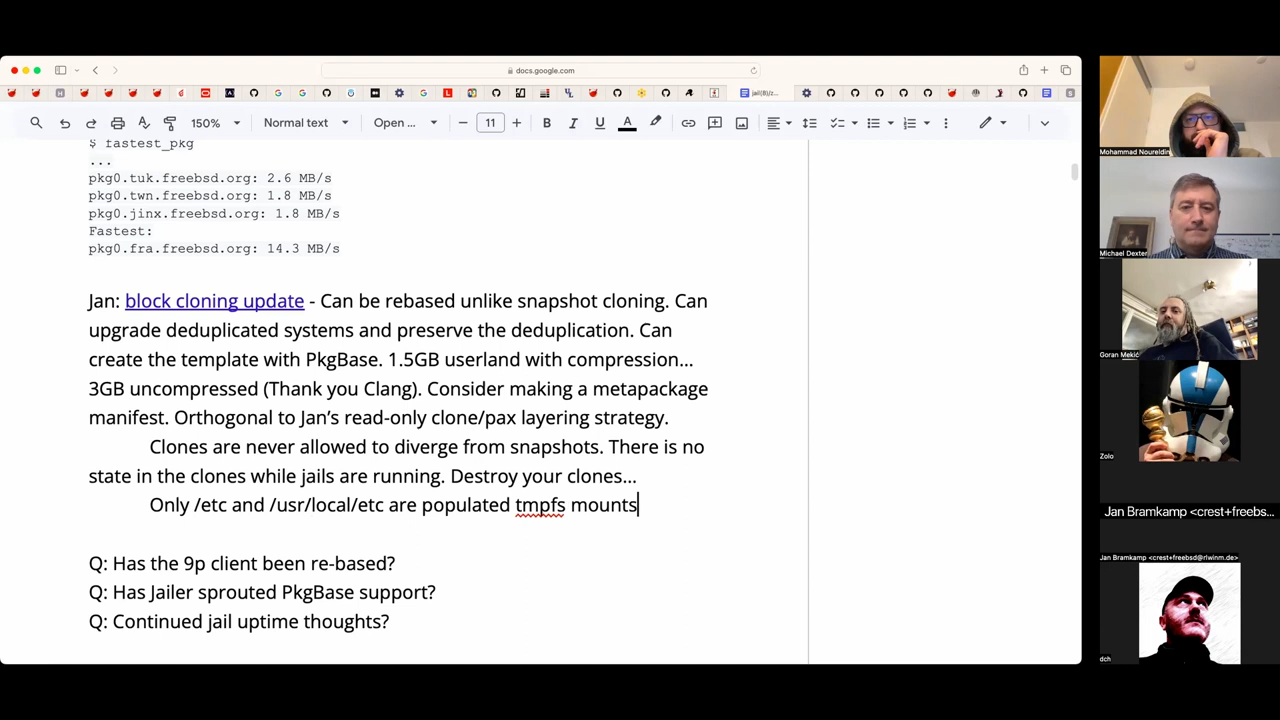 docs.google.com
jail(8)/z...
150%
Normal text
Open ...
11
$ fastest_pkg
...
pkg0.tuk.freebsd.org: 2.6 MB/s
pkg0.twn.freebsd.org: 1.8 MB/s
pkg0.jinx.freebsd.org: 1.8 MB/s
Fastest:
pkg0.fra.freebsd.org: 14.3 MB/s
Jan: block cloning update - Can be rebased unlike snapshot cloning. Can
upgrade deduplicated systems and preserve the deduplication. Can
create the template with PkgBase. 1.5GB userland with compression...
3GB uncompressed (Thank you Clang). Consider making a metapackage
manifest. Orthogonal to Jan’s read-only clone/pax layering strategy.
Clones are never allowed to diverge from snapshots. There is no
state in the clones while jails are running. Destroy your clones...
Only /etc and /usr/local/etc are populated tmpfs mounts
Q: Has the 9p client been re-based?
Q: Has Jailer sprouted PkgBase support?
Q: Continued jail uptime thoughts?
Mohammad Noureldin
Michael Dexter
Goran Mekić
Zolo
Jan Bramkamp <crest+freebs...
Jan Bramkamp <crest+freebsd@rlwinm.de>
dch